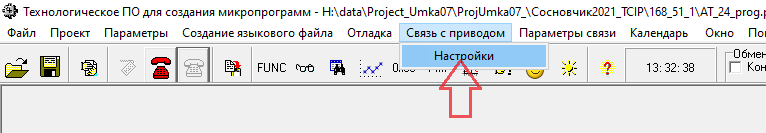 Технологическое ПО для создания микропрограмм - H:\data\Project_Umka07\ProjUmka07_\Сосновчик2021_TCIP\168_51_1\AT_24_prog.p
Файл Проект Параметры Создание языкового файла Отладка Связь с приводом Параметры связи Календарь Окно
Настройки
FUNC 13:32:38 Обмен
Кон